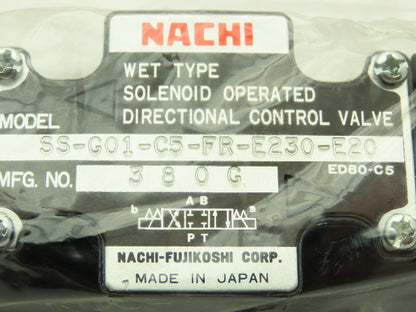 NACHI
WET TYPE
SOLENOID OPERATED
MODEL DIRECTIONAL CONTROL VALVE
SS-G01-C5-FR-E230-E20
MFG. NO. 380G ED80-C5
A B
b a
P T
NACHI-FUJIKOSHI CORP.
MADE IN JAPAN